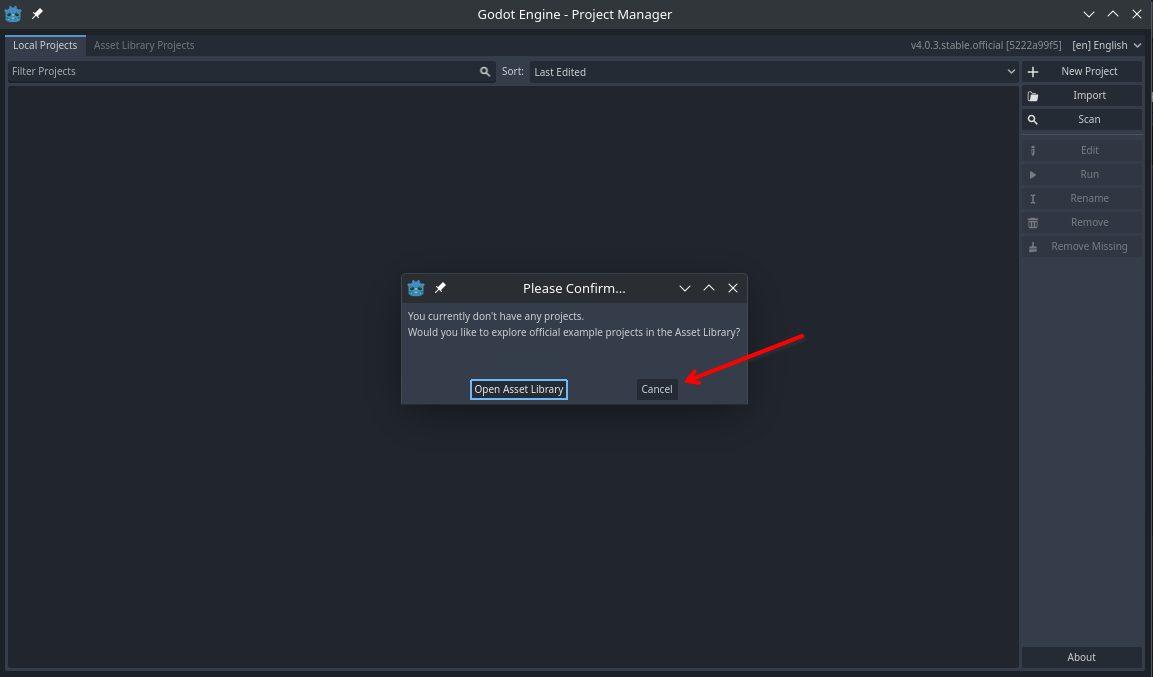 Godot Engine - Project Manager
Local Projects
Asset Library Projects
v4.0.3.stable.official [5222a99f5]
[en] English
Filter Projects
Sort:
Last Edited
New Project
Import
Scan
Edit
Run
Rename
Remove
Remove Missing
Please Confirm...
You currently don't have any projects.
Would you like to explore official example projects in the Asset Library?
Open Asset Library
Cancel
About